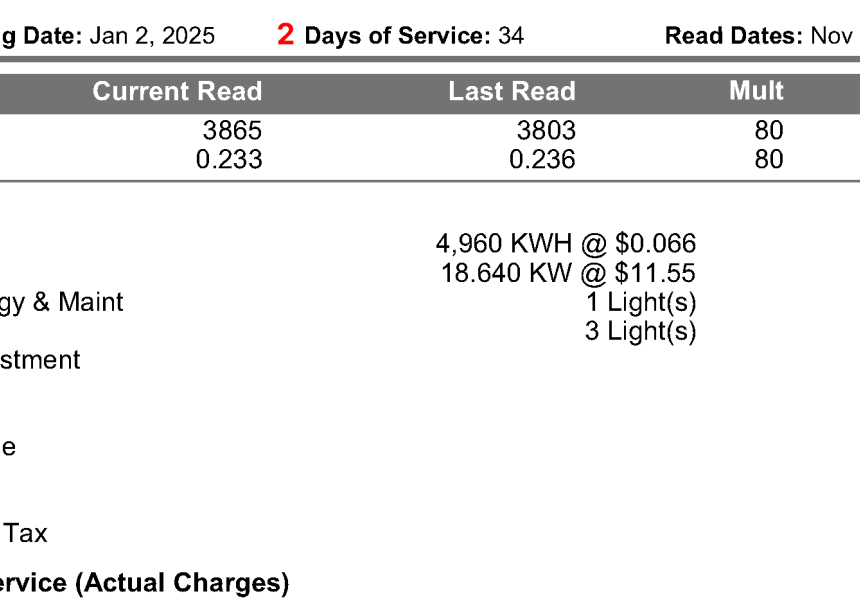 g Date: Jan 2, 2025 2 Days of Service: 34 Read Dates: Nov
Current Read Last Read Mult
3865 3803 80
0.233 0.236 80
4,960 KWH @ $0.066
18.640 KW @ $11.55
gy & Maint 1 Light(s)
3 Light(s)
stment
e
Tax
ervice (Actual Charges)